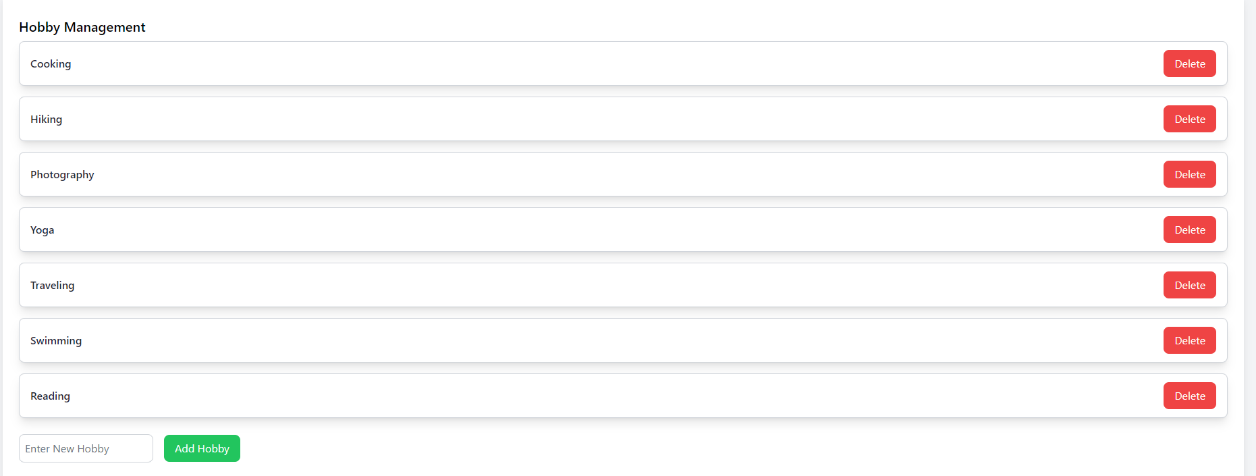 Hobby Management
Cooking Delete
Hiking Delete
Photography Delete
Yoga Delete
Traveling Delete
Swimming Delete
Reading Delete
Enter New Hobby Add Hobby